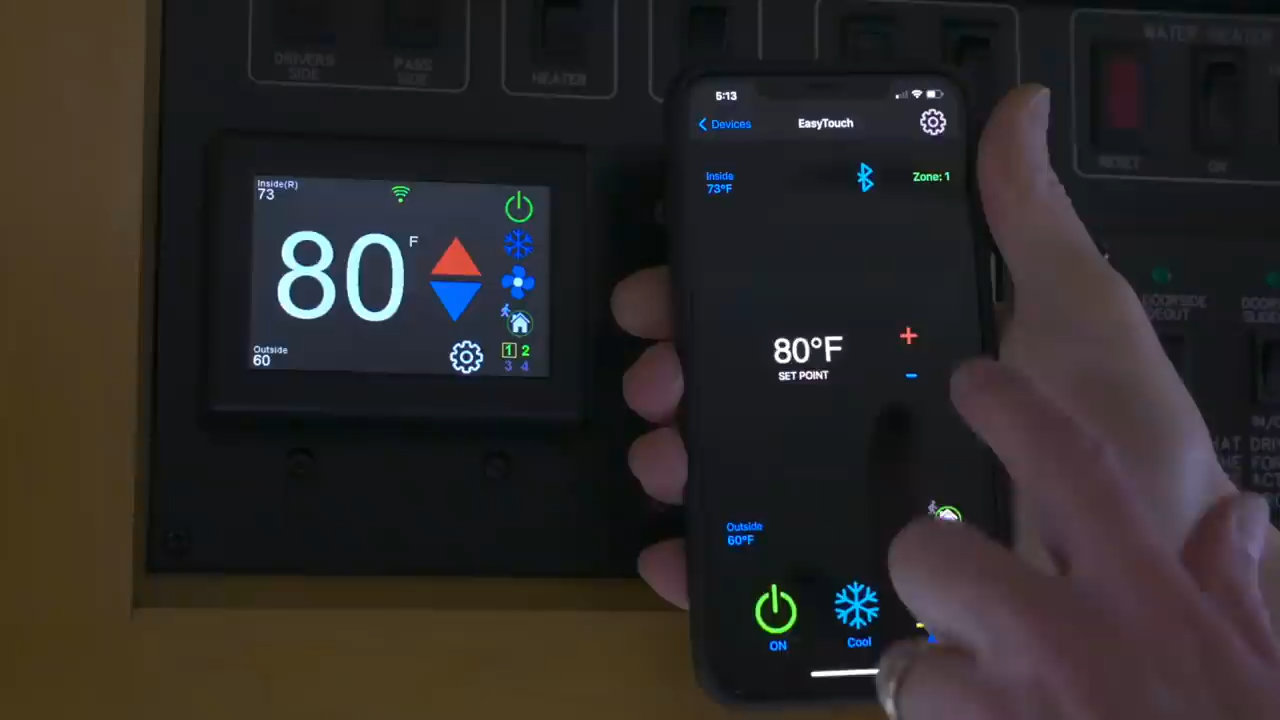 DRIVERS
SIDE
PASS
SIDE
HEATER
WATER HEATER
RESET
ON
Inside(R)
73
80 F
Outside
60
1 2
3 4
5:13
Devices
EasyTouch
Inside
73°F
Zone: 1
80°F
SET POINT
+
-
Outside
60°F
ON
Cool
DOORSIDE